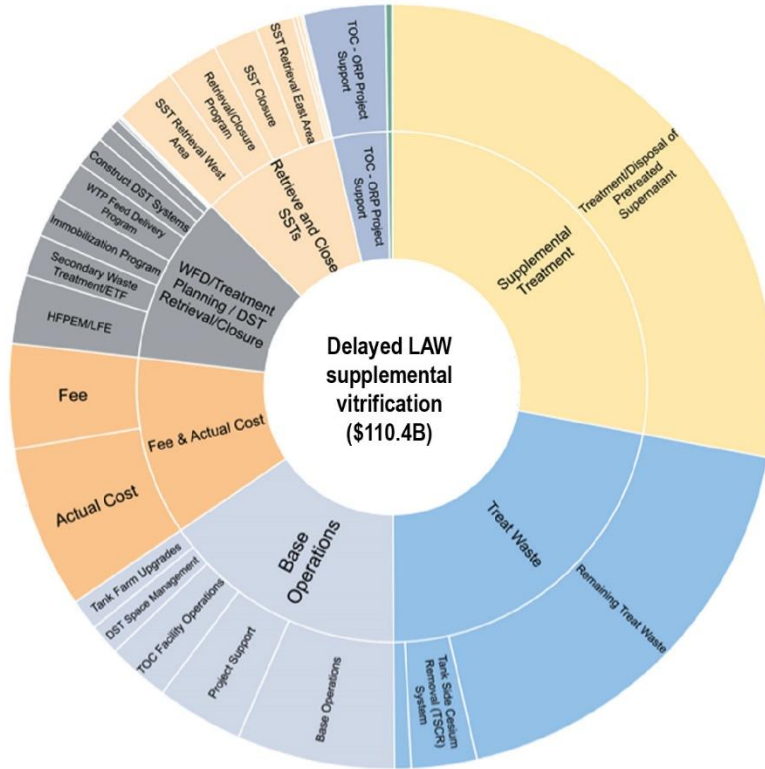 Delayed LAW
supplemental
vitrification
($110.4B)
Supplemental
Treatment
Treatment/Disposal of
Pretreated
Supernatant
Treat Waste
Remaining Treat Waste
Tank Side Cesium
Removal (TSCR)
System
Base
Operations
Base Operations
Project Support
TOC Facility Operations
DST Space Management
Tank Farm Upgrades
Fee & Actual Cost
Actual Cost
Fee
WFD/Treatment
Planning / DST
Retrieval/Closure
HFPEM/LFE
Secondary Waste
Treatment/ETF
Immobilization Program
WTP Feed Delivery
Program
Construct DST Systems
Retrieve and Close
SSTs
SST Retrieval West
Area
Retrieval/Closure
Program
SST Closure
SST Retrieval East Area
TOC - ORP Project
Support
TOC - ORP Project
Support